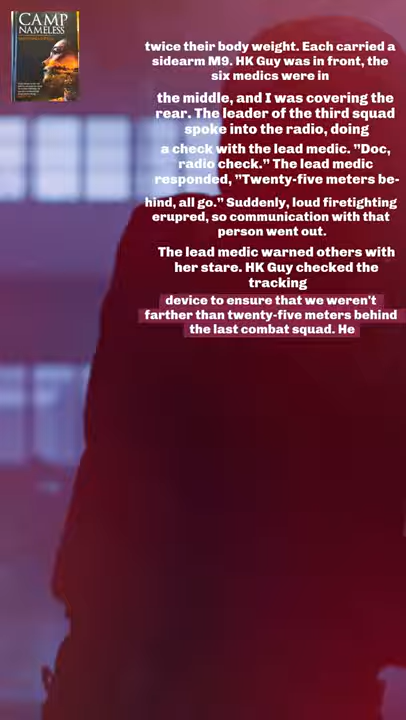 CAMP
NAMELESS
twice their body weight. Each carried a
sidearm M9. HK Guy was in front, the
six medics were in
the middle, and I was covering the
rear. The leader of the third squad
spoke into the radio, doing
a check with the lead medic. ”Doc,
radio check.” The lead medic
responded, ”Twenty-five meters be-
hind, all go.” Suddenly, loud firefighting
erupred, so communication with that
person went out.
The lead medic warned others with
her stare. HK Guy checked the
tracking
device to ensure that we weren't
farther than twenty-five meters behind
the last combat squad. He